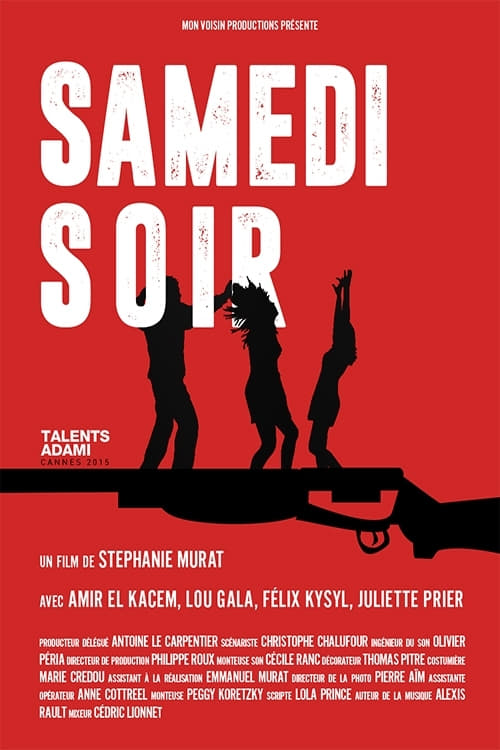 MON VOISIN PRODUCTIONS PRÉSENTE
SAMEDI
SOIR
TALENTS
ADAMI
CANNES 2015
UN FILM DE STEPHANIE MURAT
AVEC AMIR EL KACEM, LOU GALA, FÉLIX KYSYL, JULIETTE PRIER
PRODUCTEUR DÉLÉGUÉ ANTOINE LE CARPENTIER SCÉNARISTE CHRISTOPHE CHALUFOUR INGÉNIEUR DU SON OLIVIER
PÉRIA DIRECTEUR DE PRODUCTION PHILIPPE ROUX MONTEUSE SON CÉCILE RANC DÉCORATEUR THOMAS PITRE COSTUMIÈRE
MARIE CREDOU ASSISTANT À LA RÉALISATION EMMANUEL MURAT DIRECTEUR DE LA PHOTO PIERRE AÏM ASSISTANTE
OPÉRATEUR ANNE COTTREEL MONTEUSE PEGGY KORETZKY SCRIPTE LOLA PRINCE AUTEUR DE LA MUSIQUE ALEXIS
RAULT MIXEUR CÉDRIC LIONNET